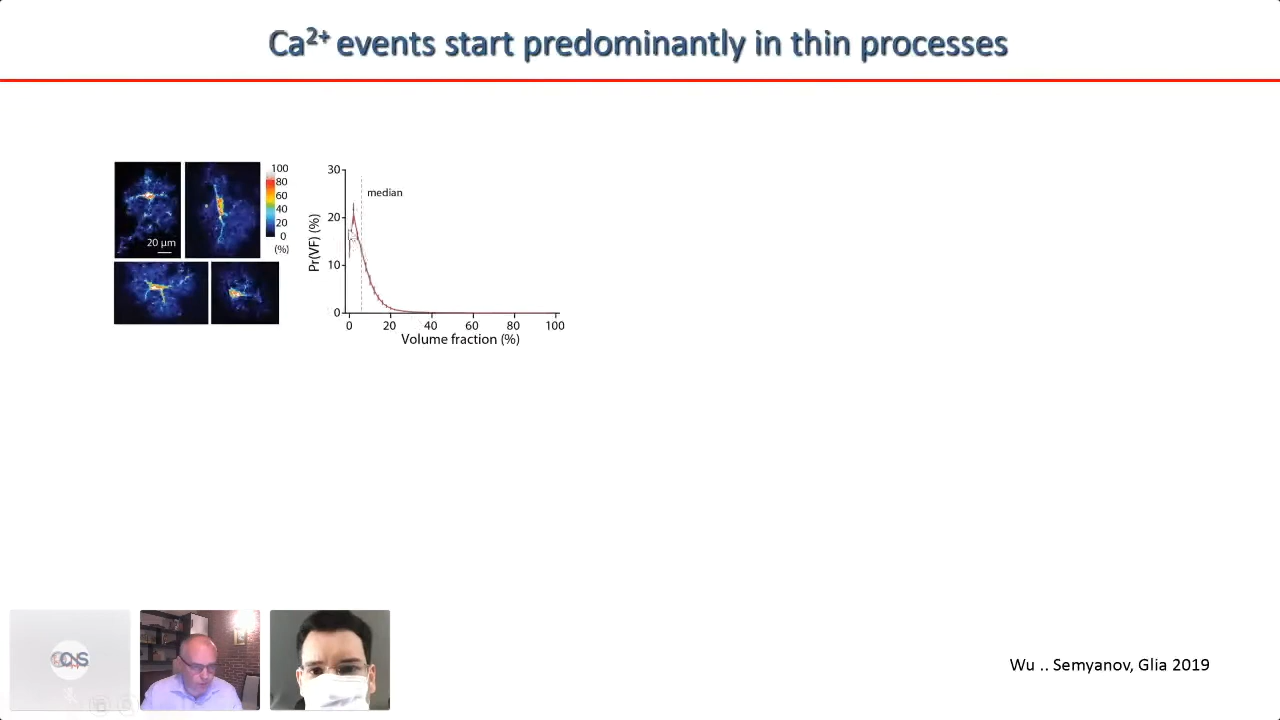 Ca²⁺ events start predominantly in thin processes
20 µm
100
80
60
40
20
0
(%)
Pr(VF) (%)
30
20
10
0
median
0 20 40 60 80 100
Volume fraction (%)
Wu .. Semyanov, Glia 2019